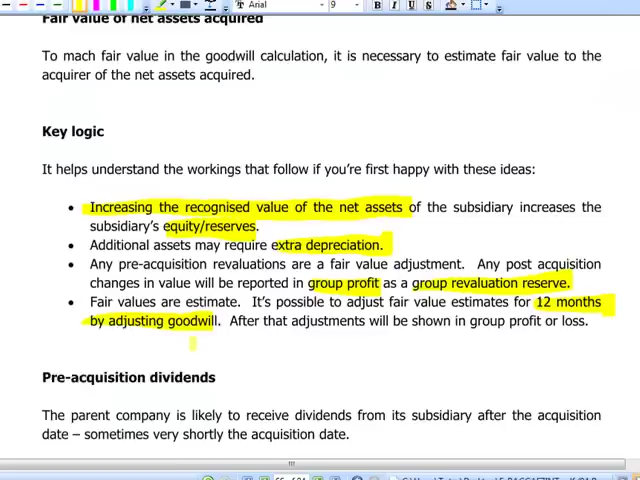 Arial 9 B I U S
Fair value of net assets acquired
To mach fair value in the goodwill calculation, it is necessary to estimate fair value to the
acquirer of the net assets acquired.
Key logic
It helps understand the workings that follow if you're first happy with these ideas:
• Increasing the recognised value of the net assets of the subsidiary increases the
subsidiary's equity/reserves.
• Additional assets may require extra depreciation.
• Any pre-acquisition revaluations are a fair value adjustment. Any post acquisition
changes in value will be reported in group profit as a group revaluation reserve.
• Fair values are estimate. It's possible to adjust fair value estimates for 12 months
by adjusting goodwill. After that adjustments will be shown in group profit or loss.
Pre-acquisition dividends
The parent company is likely to receive dividends from its subsidiary after the acquisition
date – sometimes very shortly the acquisition date.